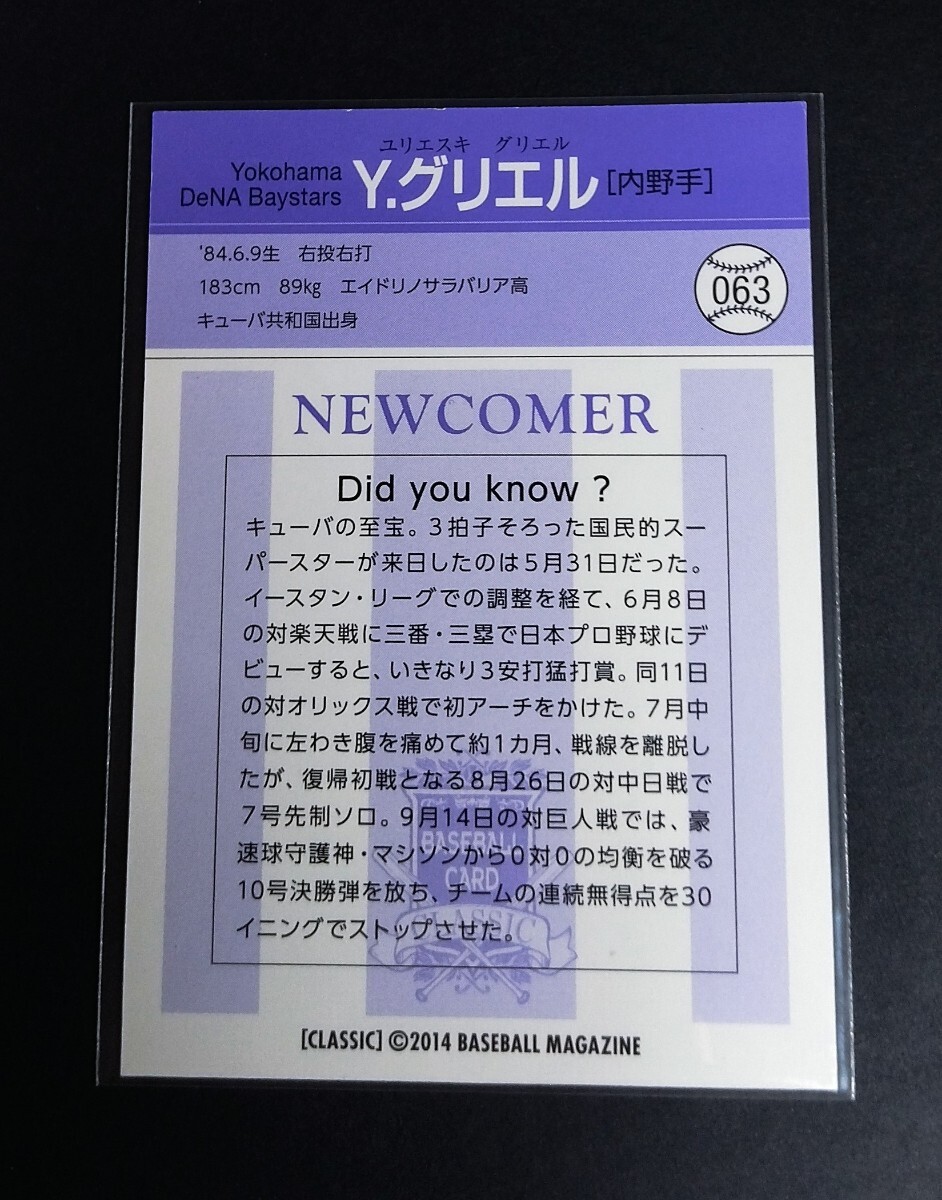 ユリエスキ グリエル
Yokohama
DeNA Baystars
Y.グリエル[内野手]
'84.6.9生 右投右打
183cm 89kg エイドリノサラバリア高
キューバ共和国出身
063
NEWCOMER
Did you know ?
キューバの至宝。3拍子そろった国民的スー
パースターが来日したのは5月31日だった。
イースタン・リーグでの調整を経て、6月8日
の対楽天戦に三番・三塁で日本プロ野球にデ
ビューすると、いきなり3安打猛打賞。同11日
の対オリックス戦で初アーチをかけた。7月中
旬に左わき腹を痛めて約1カ月、戦線を離脱し
たが、復帰初戦となる8月26日の対中日戦で
7号先制ソロ。9月14日の対巨人戦では、豪
速球守護神・マシソンから0対0の均衡を破る
10号決勝弾を放ち、チームの連続無得点を30
イニングでストップさせた。
BASEBALL
CARD
CLASSIC
[CLASSIC] ©2014 BASEBALL MAGAZINE